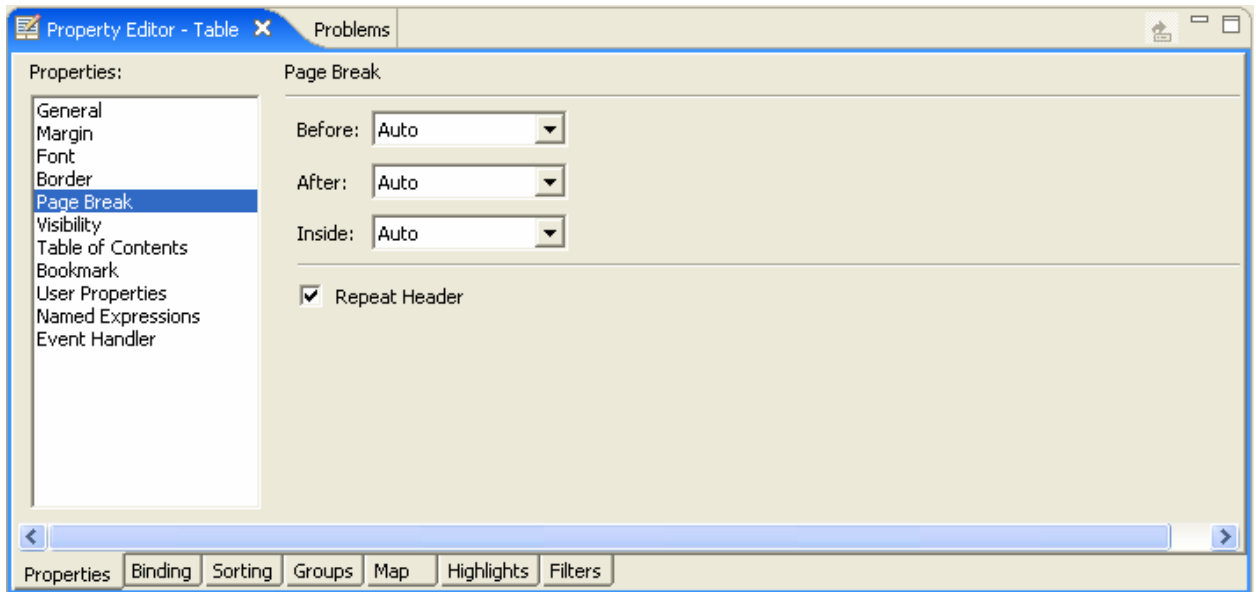 Property Editor - Table Problems
Properties:
General
Margin
Font
Border
Page Break
Visibility
Table of Contents
Bookmark
User Properties
Named Expressions
Event Handler
Page Break
Before: Auto
After: Auto
Inside: Auto
Repeat Header
Properties Binding Sorting Groups Map Highlights Filters